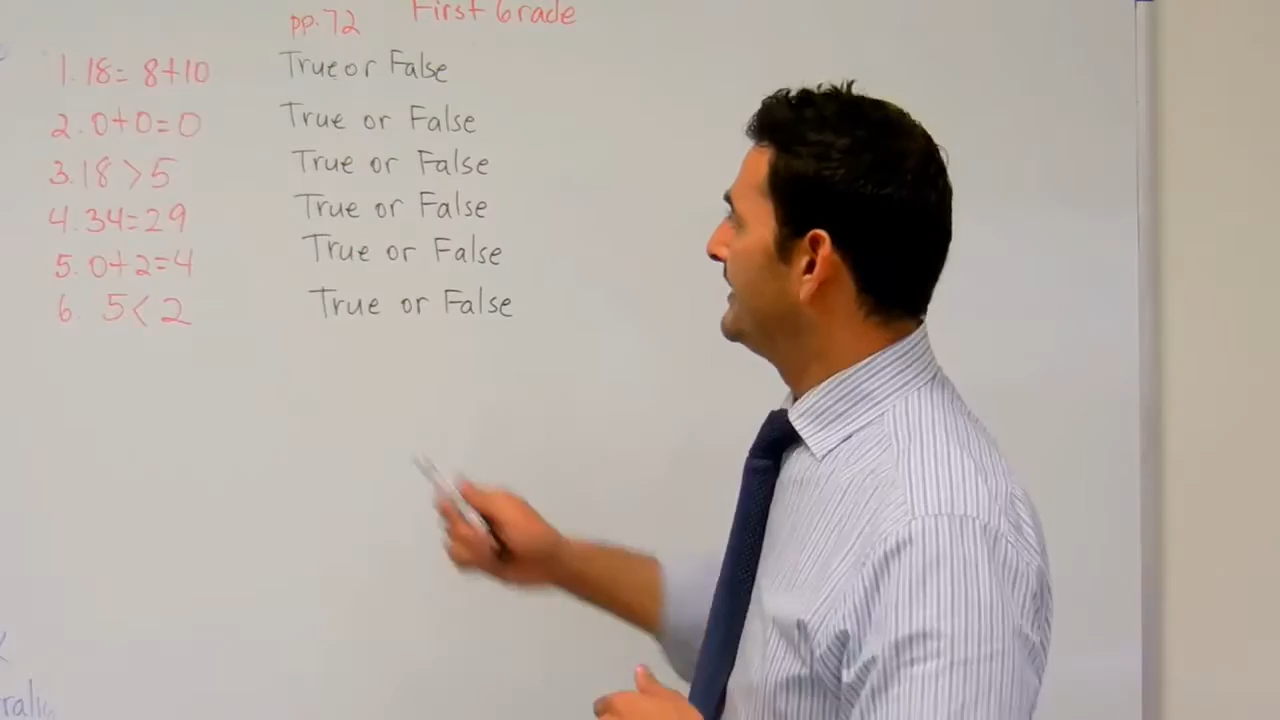 pp.72 First Grade
1. 18= 8+10 True or False
2. 0+0=0 True or False
3. 18 >5 True or False
4. 34=29 True or False
5. 0+2=4 True or False
6. 5< 2 True or False